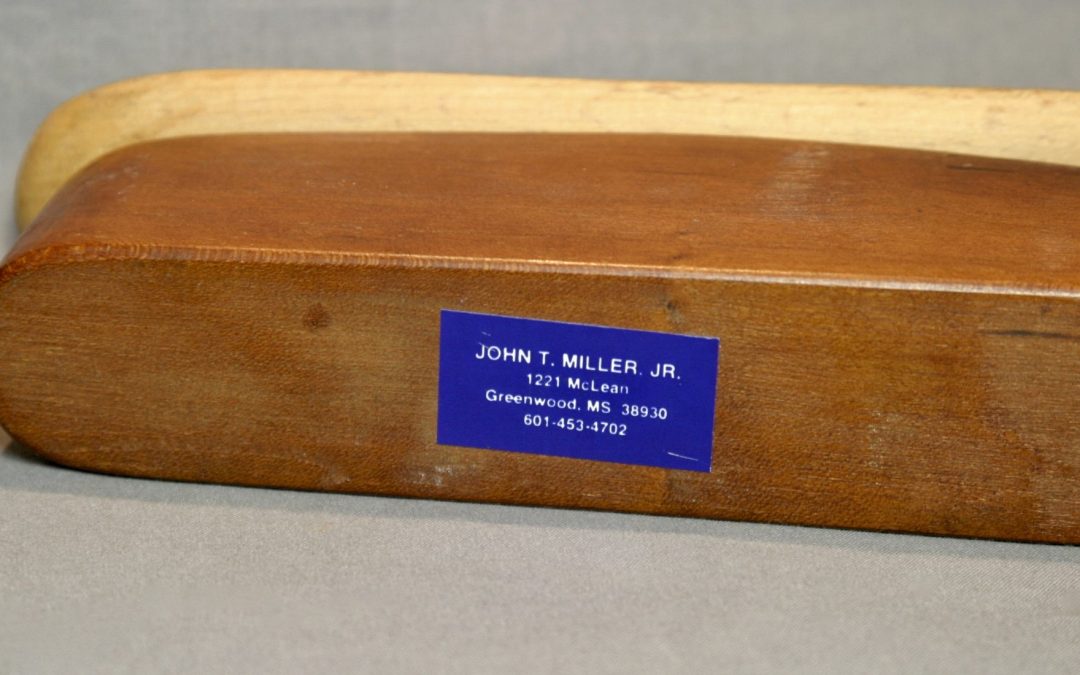 JOHN T. MILLER. JR.
1221 McLean
Greenwood. MS 38930
601-453-4702